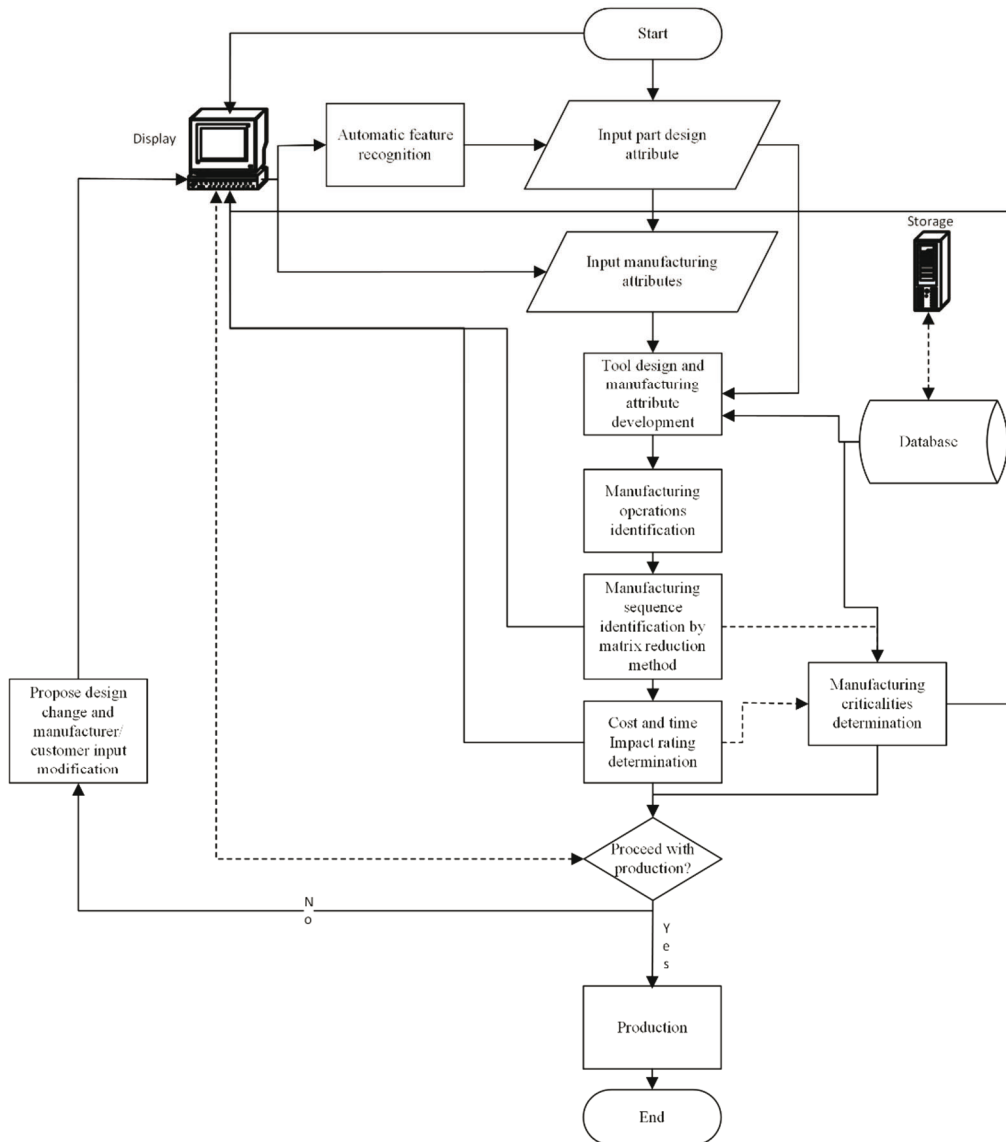 Start
Display
Automatic feature
recognition
Input part design
attribute
Storage
Input manufacturing
attributes
Tool design and
manufacturing
attribute
development
Database
Manufacturing
operations
identification
Manufacturing
sequence
identification by
matrix reduction
method
Propose design
change and
manufacturer/
customer input
modification
Cost and time
Impact rating
determination
Manufacturing
criticalities
determination
Proceed with
production?
No
Yes
Production
End